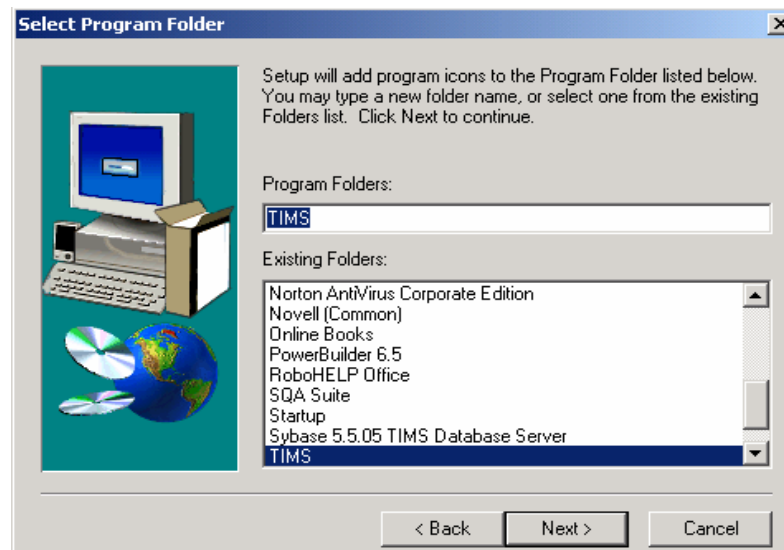 Select Program Folder
Setup will add program icons to the Program Folder listed below.
You may type a new folder name, or select one from the existing
Folders list. Click Next to continue.
Program Folders:
TIMS
Existing Folders:
Norton AntiVirus Corporate Edition
Novell (Common)
Online Books
PowerBuilder 6.5
RoboHELP Office
SQA Suite
Startup
Sybase 5.5.05 TIMS Database Server
TIMS
< Back Next > Cancel